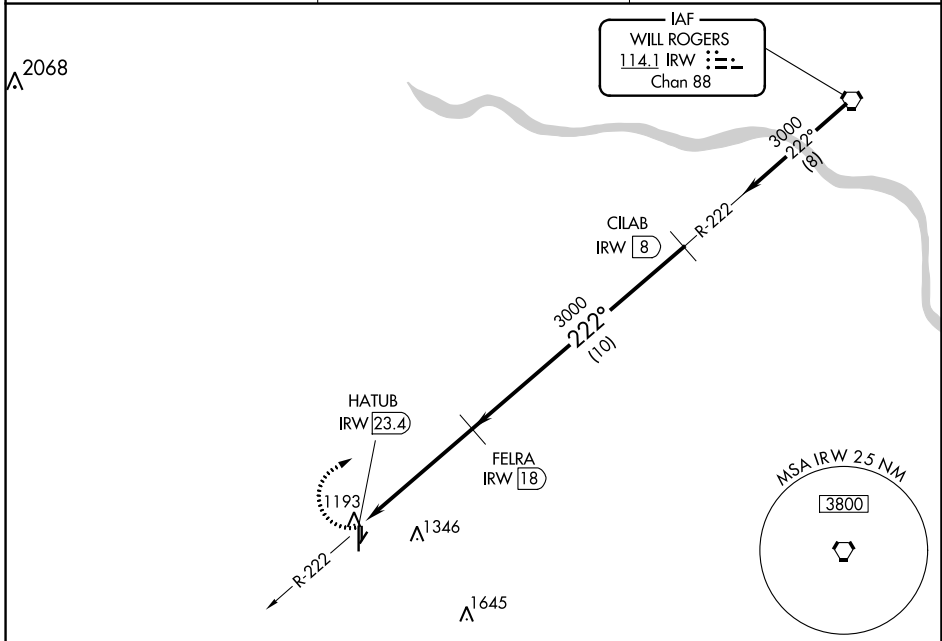 IAF
WILL ROGERS
114.1 IRW
Chan 88
2068
3000
222°
(8)
R-222
CILAB
IRW 8
3000
222°
(10)
HATUB
IRW 23.4
FELRA
IRW 18
1193
1346
R-222
1645
MSA IRW 25 NM
3800